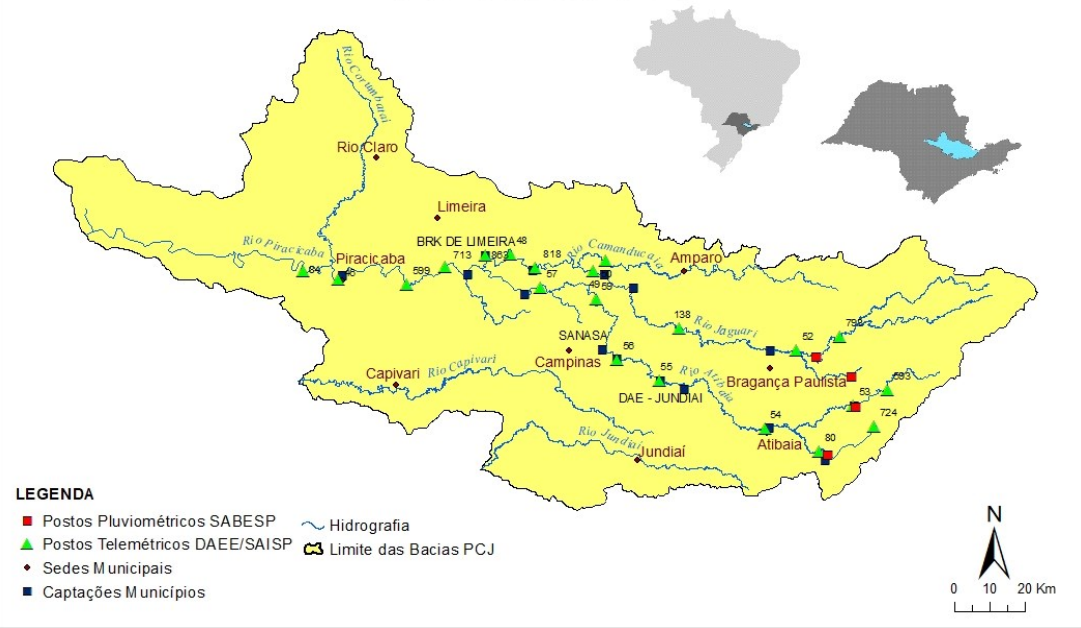 Rio Corumbataí
Rio Claro
Limeira
BRK DE LIMEIRA
48
Rio Piracicaba
Piracicaba
713
863
818
Rio Camanducaia
Amparo
84
599
57
49
59
138
Rio Jaguari
52
798
SANASA
56
Campinas
Capivari
Rio Capivari
55
Rio Atibaia
Bragança Paulista
DAE - JUNDIAI
53
724
54
Atibaia
80
Rio Jundiaí
Jundiaí
LEGENDA
Postos Pluviométricos SABESP
Postos Telemétricos DAEE/SAISP
Sedes Municipais
Captações Municípios
Hidrografia
Limite das Bacias PCJ
N
0 10 20 Km